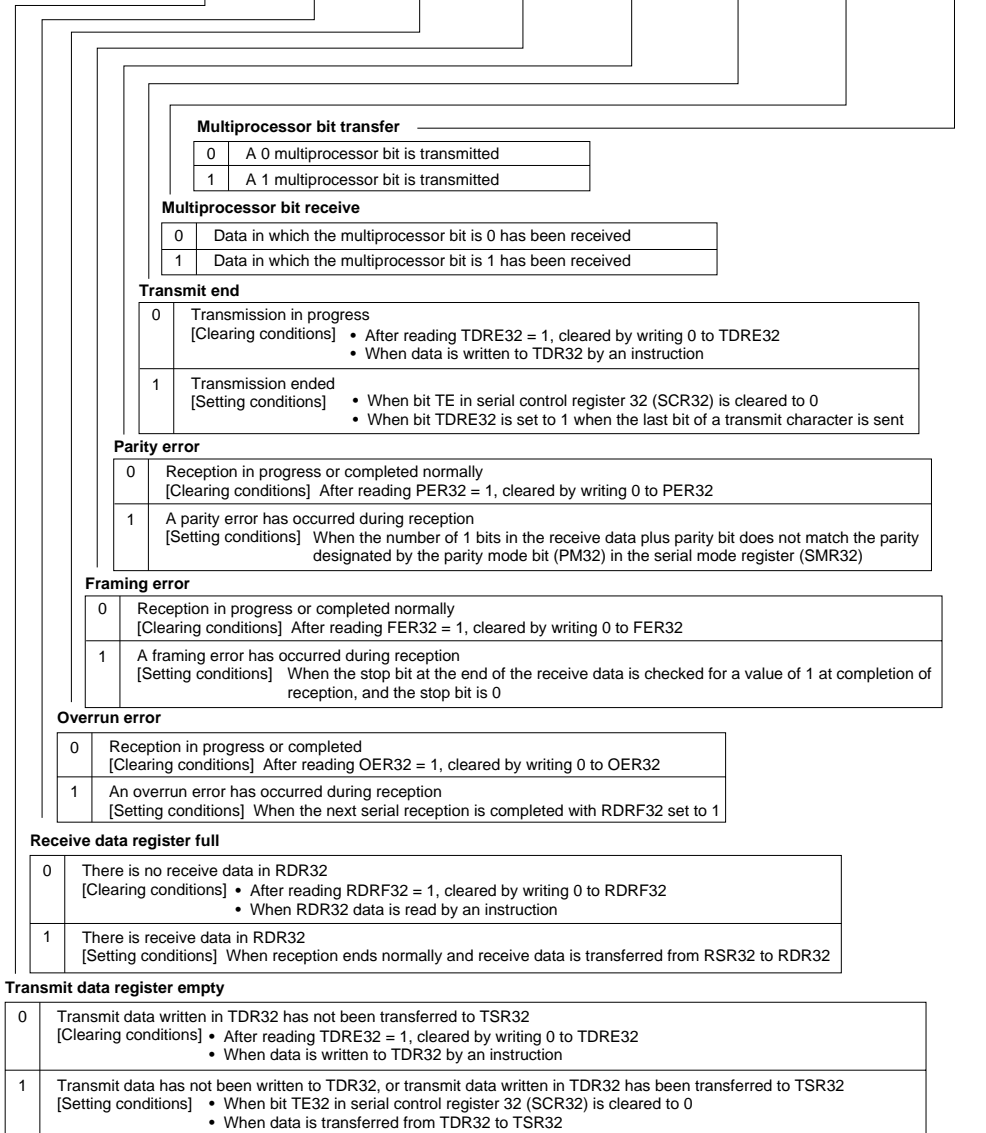 Multiprocessor bit transfer
0 A 0 multiprocessor bit is transmitted
1 A 1 multiprocessor bit is transmitted
Multiprocessor bit receive
0 Data in which the multiprocessor bit is 0 has been received
1 Data in which the multiprocessor bit is 1 has been received
Transmit end
0 Transmission in progress
[Clearing conditions] • After reading TDRE32 = 1, cleared by writing 0 to TDRE32
• When data is written to TDR32 by an instruction
1 Transmission ended
[Setting conditions] • When bit TE in serial control register 32 (SCR32) is cleared to 0
• When bit TDRE32 is set to 1 when the last bit of a transmit character is sent
Parity error
0 Reception in progress or completed normally
[Clearing conditions] After reading PER32 = 1, cleared by writing 0 to PER32
1 A parity error has occurred during reception
[Setting conditions] When the number of 1 bits in the receive data plus parity bit does not match the parity
designated by the parity mode bit (PM32) in the serial mode register (SMR32)
Framing error
0 Reception in progress or completed normally
[Clearing conditions] After reading FER32 = 1, cleared by writing 0 to FER32
1 A framing error has occurred during reception
[Setting conditions] When the stop bit at the end of the receive data is checked for a value of 1 at completion of
reception, and the stop bit is 0
Overrun error
0 Reception in progress or completed
[Clearing conditions] After reading OER32 = 1, cleared by writing 0 to OER32
1 An overrun error has occurred during reception
[Setting conditions] When the next serial reception is completed with RDRF32 set to 1
Receive data register full
0 There is no receive data in RDR32
[Clearing conditions] • After reading RDRF32 = 1, cleared by writing 0 to RDRF32
• When RDR32 data is read by an instruction
1 There is receive data in RDR32
[Setting conditions] When reception ends normally and receive data is transferred from RSR32 to RDR32
Transmit data register empty
0 Transmit data written in TDR32 has not been transferred to TSR32
[Clearing conditions] • After reading TDRE32 = 1, cleared by writing 0 to TDRE32
• When data is written to TDR32 by an instruction
1 Transmit data has not been written to TDR32, or transmit data written in TDR32 has been transferred to TSR32
[Setting conditions] • When bit TE32 in serial control register 32 (SCR32) is cleared to 0
• When data is transferred from TDR32 to TSR32